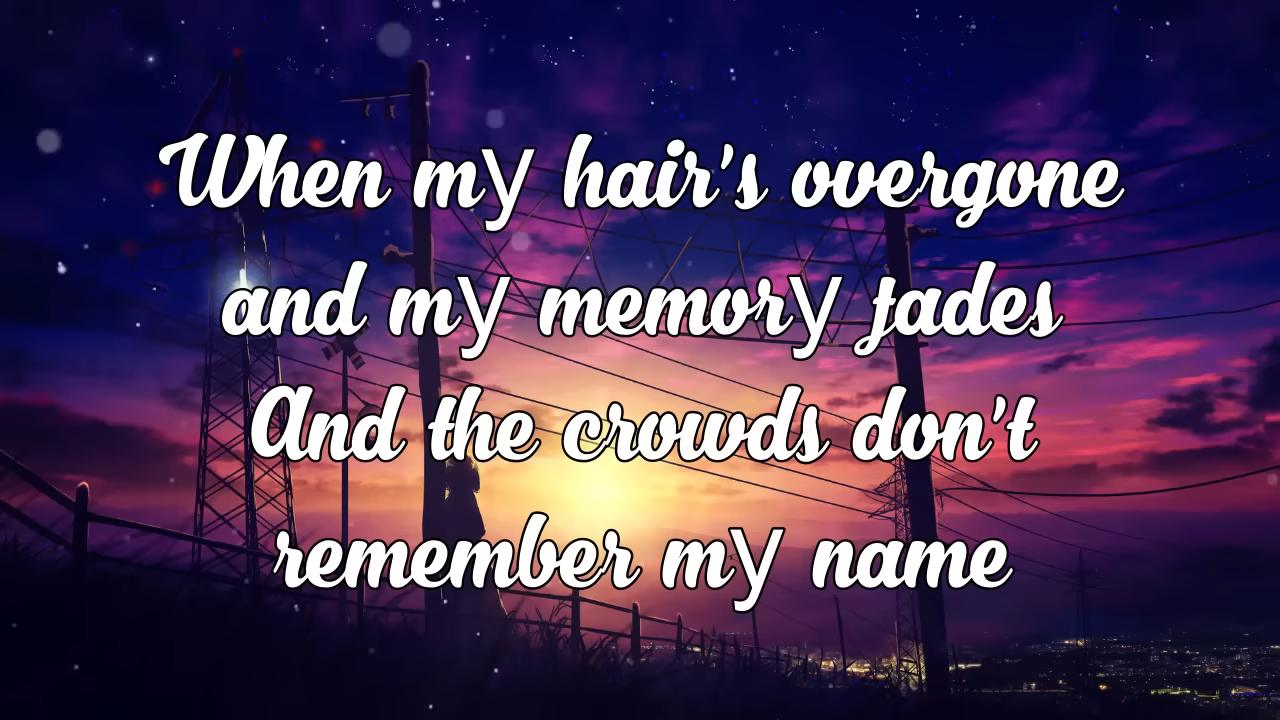 When my hair's overgone
and my memory fades
And the crowds don't
remember my name